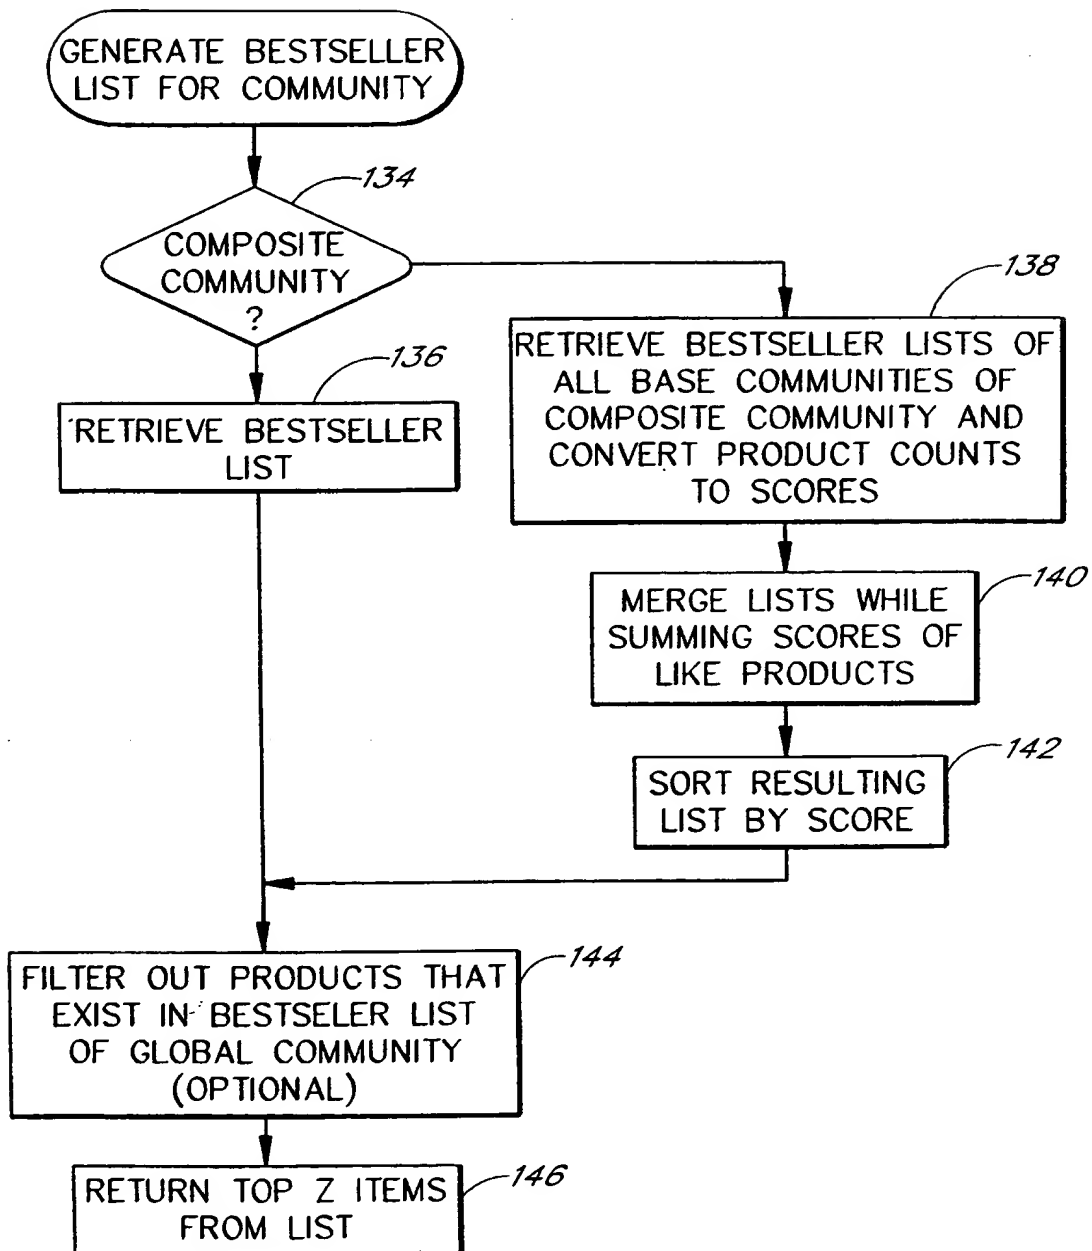 GENERATE BESTSELLER
LIST FOR COMMUNITY
134
COMPOSITE
COMMUNITY
?
136
RETRIEVE BESTSELLER
LIST
138
RETRIEVE BESTSELLER LISTS OF
ALL BASE COMMUNITIES OF
COMPOSITE COMMUNITY AND
CONVERT PRODUCT COUNTS
TO SCORES
140
MERGE LISTS WHILE
SUMMING SCORES OF
LIKE PRODUCTS
142
SORT RESULTING
LIST BY SCORE
144
FILTER OUT PRODUCTS THAT
EXIST IN BESTSELER LIST
OF GLOBAL COMMUNITY
(OPTIONAL)
146
RETURN TOP Z ITEMS
FROM LIST